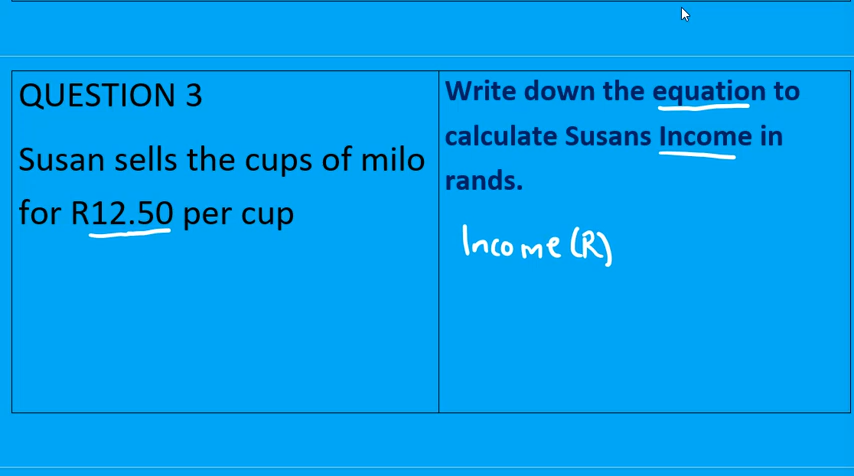 QUESTION 3
Susan sells the cups of milo
for R12.50 per cup
Write down the equation to
calculate Susans Income in
rands.
Income (R)